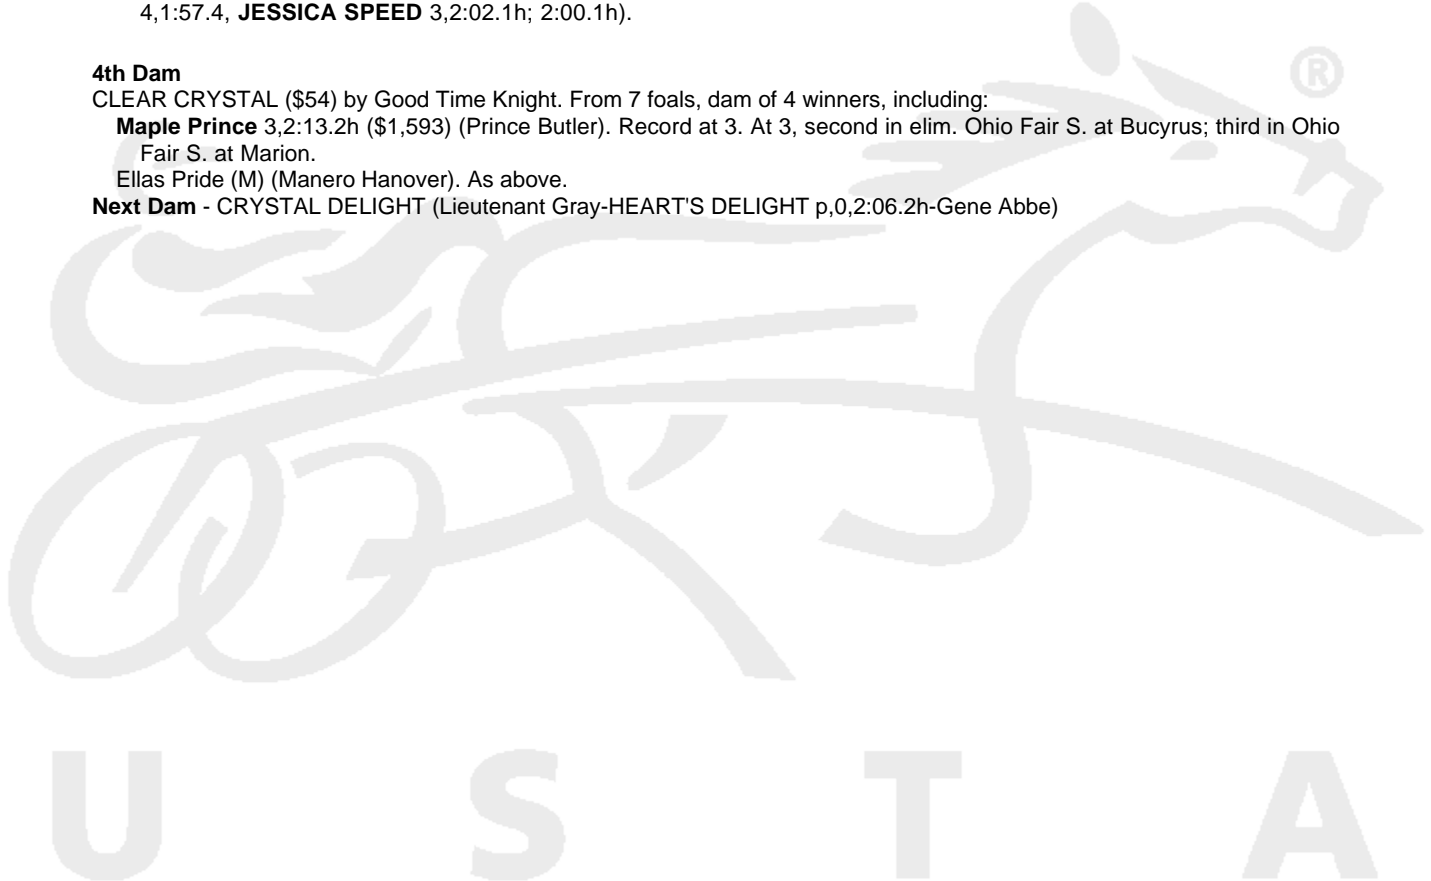 4,1:57.4, JESSICA SPEED 3,2:02.1h; 2:00.1h).
4th Dam
CLEAR CRYSTAL ($54) by Good Time Knight. From 7 foals, dam of 4 winners, including:
Maple Prince 3,2:13.2h ($1,593) (Prince Butler). Record at 3. At 3, second in elim. Ohio Fair S. at Bucyrus; third in Ohio
Fair S. at Marion.
Ellas Pride (M) (Manero Hanover). As above.
Next Dam - CRYSTAL DELIGHT (Lieutenant Gray-HEART'S DELIGHT p,0,2:06.2h-Gene Abbe)
®
U S T A